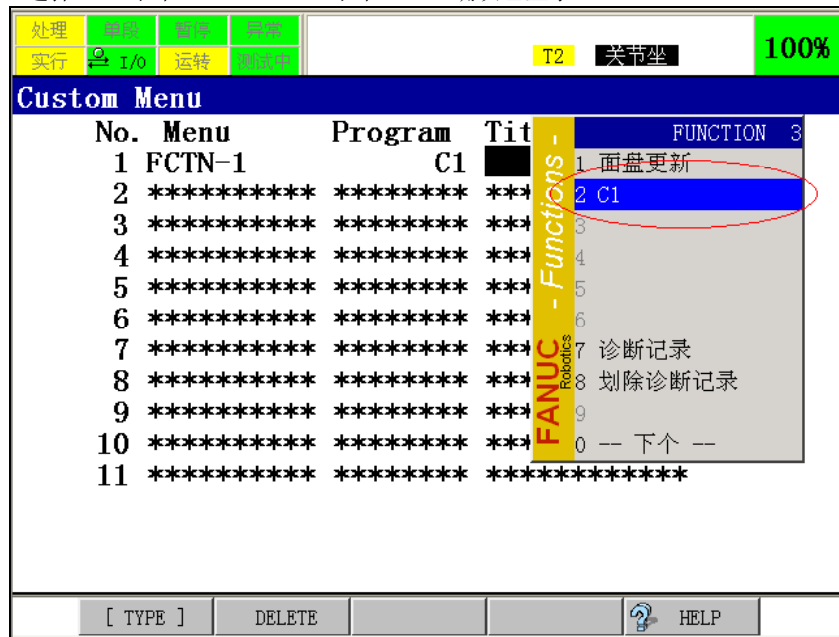 处理 单段 暂停 异常
实行 I/O 运转 测试中
T2 关节坐 100%
Custom Menu
No. Menu Program Tit
1 FCTN-1 C1
2 ********** ******** ***
3 ********** ******** ***
4 ********** ******** ***
5 ********** ******** ***
6 ********** ******** ***
7 ********** ******** ***
8 ********** ******** ***
9 ********** ******** ***
10 ********** ******** ***
11 ********** ******** ************
FANUC Robotics - Functions -
FUNCTION 3
1 面盘更新
2 C1
3
4
5
6
7 诊断记录
8 划除诊断记录
9
0 -- 下个 --
[ TYPE ] DELETE HELP